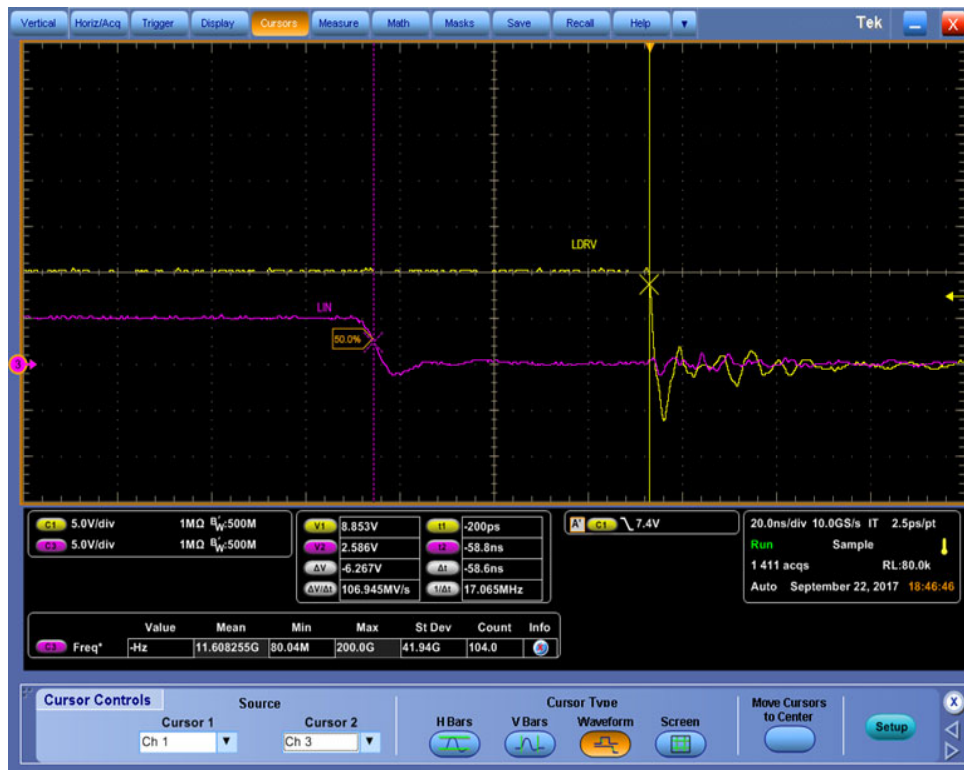 Vertical Horiz/Acq Trigger Display Cursors Measure Math Masks Save Recall Help Tek X
LDRV
LIN
50.0%
3
C1 5.0V/div 1MΩ BW:500M
C3 5.0V/div 1MΩ BW:500M
V1 8.853V t1 -200ps
V2 2.586V t2 -58.8ns
ΔV -6.267V Δt -58.6ns
ΔV/Δt 106.945MV/s 1/Δt 17.065MHz
A' C1 7.4V
20.0ns/div 10.0GS/s IT 2.5ps/pt
Run Sample
1 411 acqs RL:80.0k
Auto September 22, 2017 18:46:46
Value Mean Min Max St Dev Count Info
C3 Freq* -Hz 11.608255G 80.04M 200.0G 41.94G 104.0
Cursor Controls
Source
Cursor 1 Cursor 2
Ch 1 Ch 3
Cursor Type
H Bars V Bars Waveform Screen
Move Cursors
to Center
Setup
X